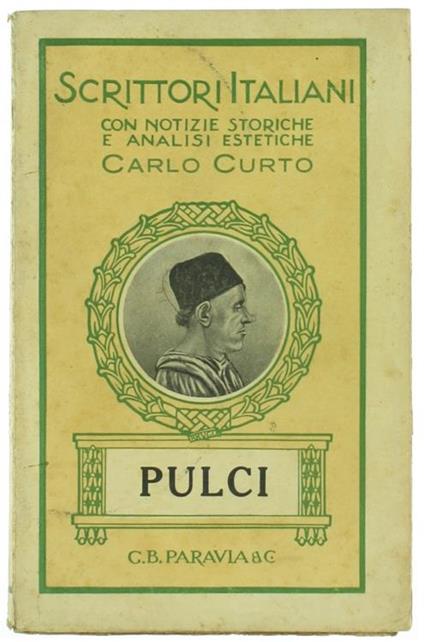 SCRITTORI ITALIANI
CON NOTIZIE STORICHE
E ANALISI ESTETICHE
CARLO CURTO
PULCI
G.B. PARAVIA & C